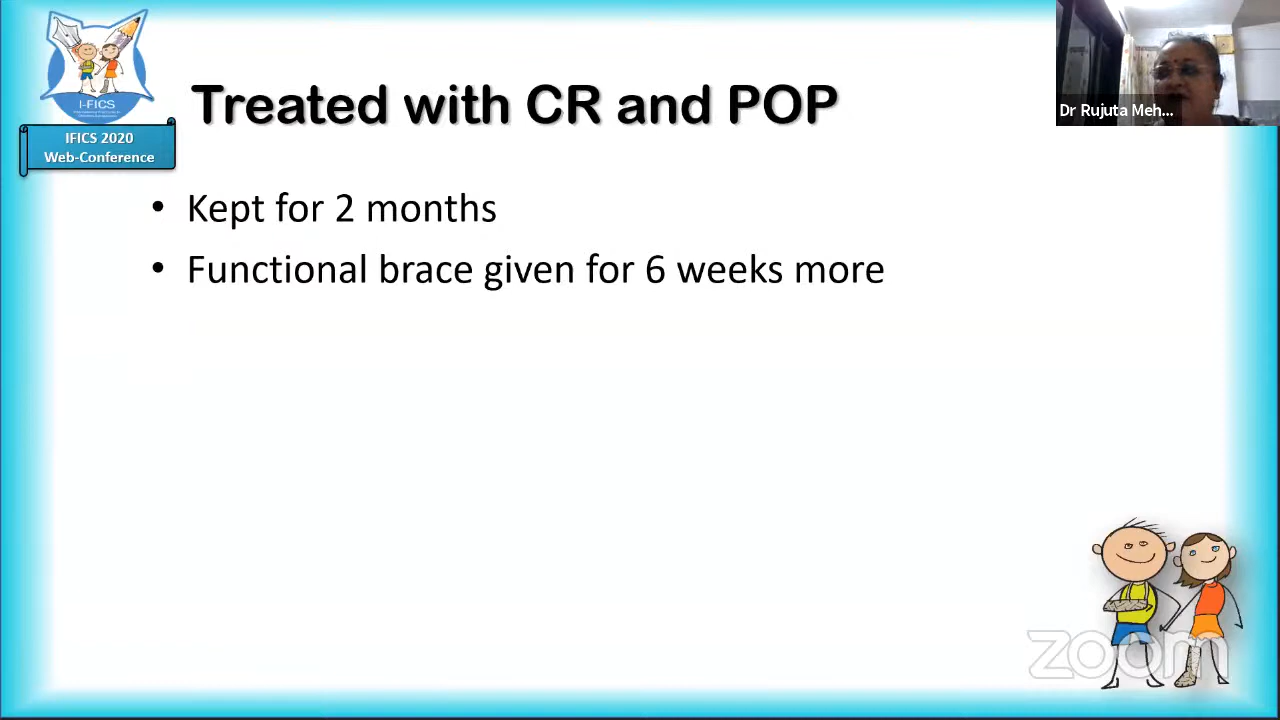 I-FICS
IFICS 2020
Web-Conference
Treated with CR and POP
Dr Rujuta Meh...
• Kept for 2 months
• Functional brace given for 6 weeks more
zoom